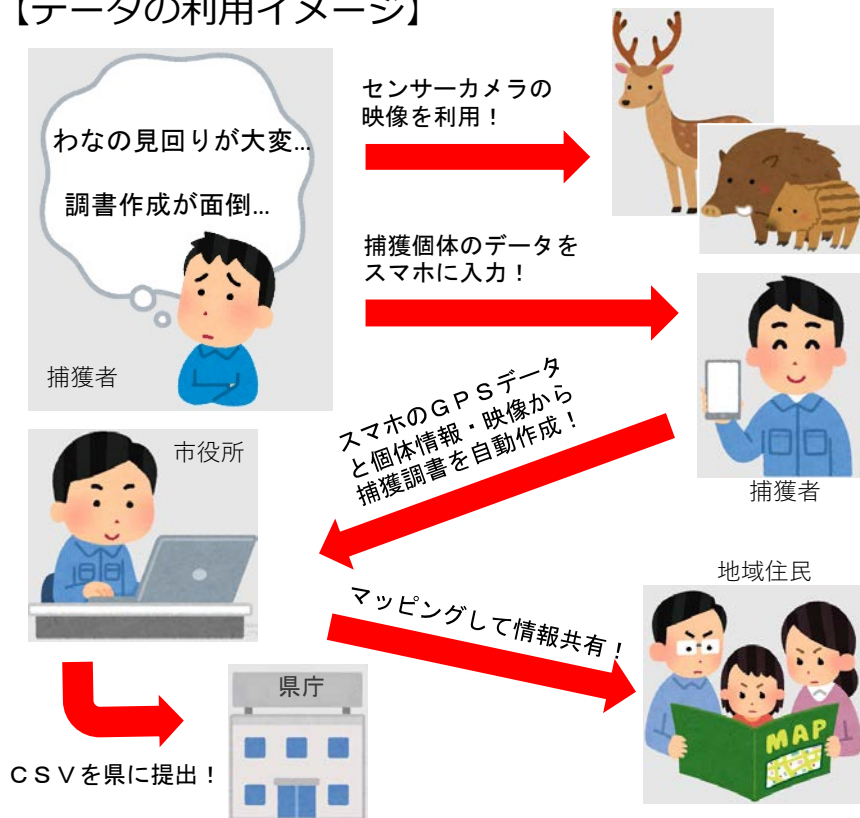 【データの利用イメージ】
センサーカメラの
映像を利用！
わなの見回りが大変…
調書作成が面倒…
捕獲者
捕獲個体のデータを
スマホに入力！
捕獲者
スマホのＧＰＳデータ
と個体情報・映像から
捕獲調書を自動作成！
市役所
マッピングして情報共有！
地域住民
MAP
県庁
ＣＳＶを県に提出！